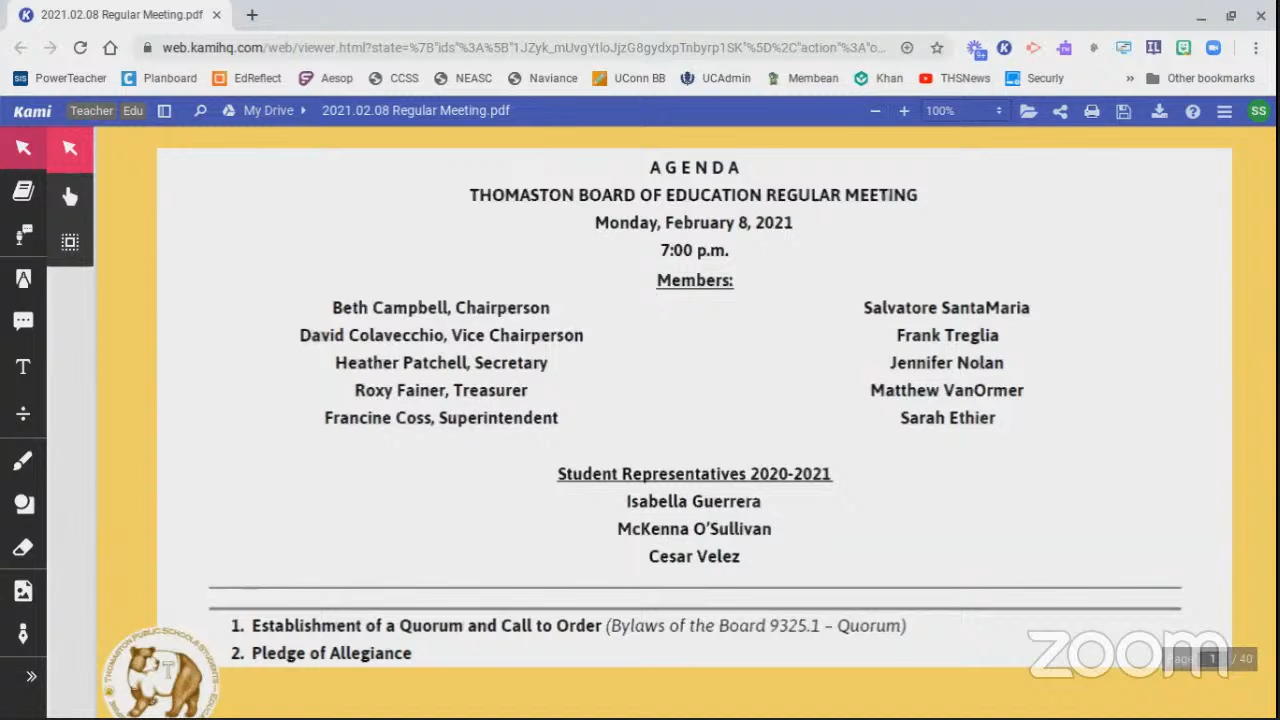 2021.02.08 Regular Meeting.pdf
web.kamihq.com/web/viewer.html?state=%7B"ids"%3A%5B"1JZyk_mUvgYtloJjzG8gydxpTnbyrp1SK"%5D%2C"action"%3A"o...
PowerTeacher Planboard EdReflect Aesop CCSS NEASC Naviance UConn BB UCAdmin Membean Khan THSNews Securly » Other bookmarks
Kami Teacher Edu My Drive 2021.02.08 Regular Meeting.pdf 100% SS
A G E N D A
THOMASTON BOARD OF EDUCATION REGULAR MEETING
Monday, February 8, 2021
7:00 p.m.
Members:
Beth Campbell, Chairperson Salvatore SantaMaria
David Colavecchio, Vice Chairperson Frank Treglia
Heather Patchell, Secretary Jennifer Nolan
Roxy Fainer, Treasurer Matthew VanOrmer
Francine Coss, Superintendent Sarah Ethier
Student Representatives 2020-2021
Isabella Guerrera
McKenna O’Sullivan
Cesar Velez
1. Establishment of a Quorum and Call to Order (Bylaws of the Board 9325.1 – Quorum)
2. Pledge of Allegiance
zoom
Page 1 / 40
THOMASTON PUBLIC SCHOOLS